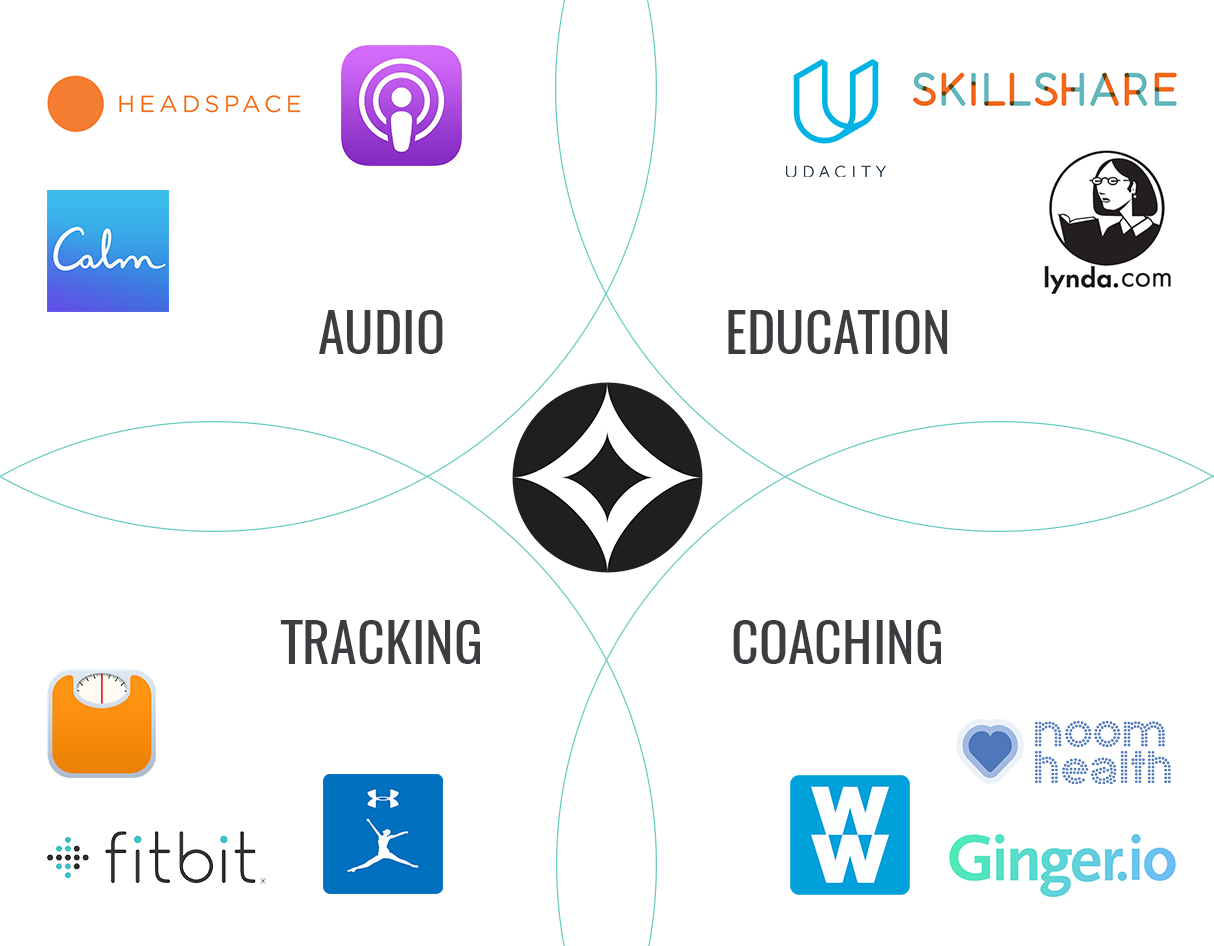 HEADSPACE
Calm
AUDIO
UDACITY
SKILLSHARE
lynda.com
EDUCATION
TRACKING
fitbit
COACHING
noom
health
W
W
Ginger.io